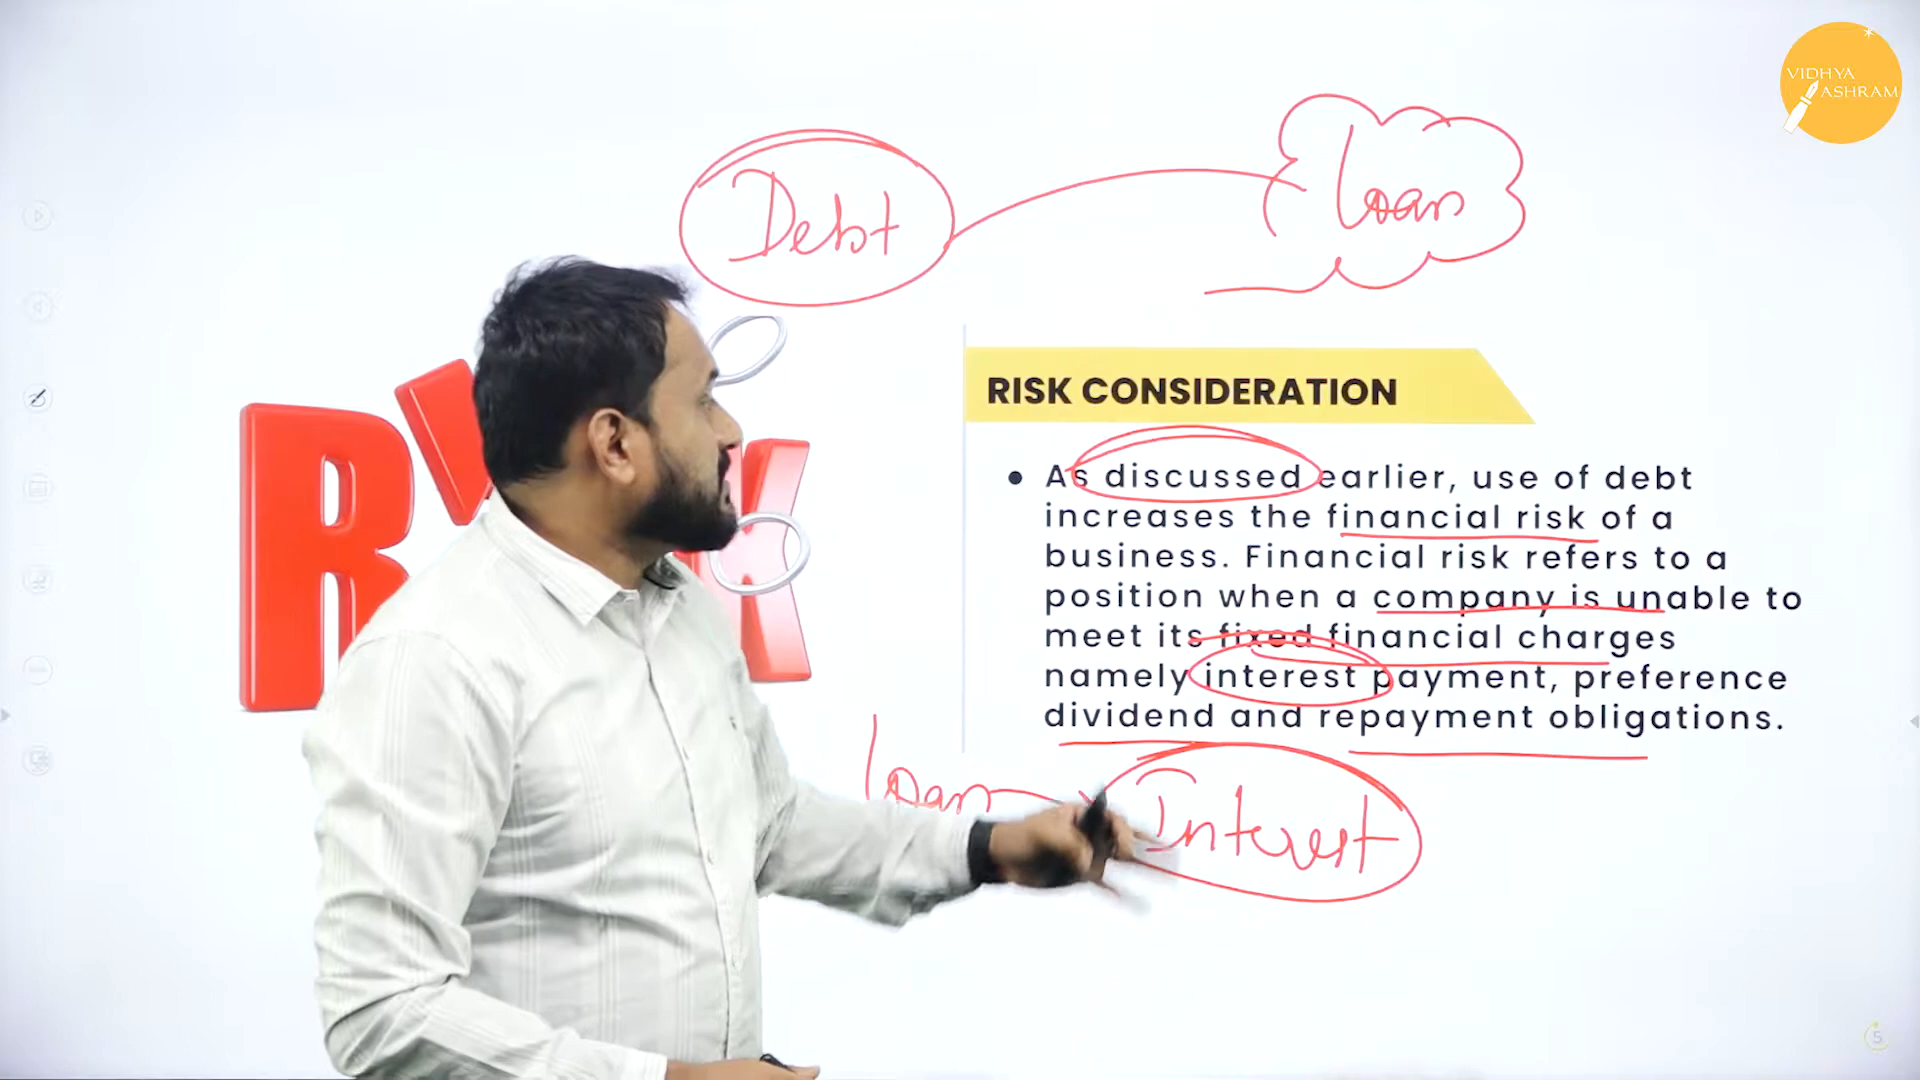 VIDHYA
ASHRAM
Debt
Loan
RISK
RISK CONSIDERATION
• As discussed earlier, use of debt
increases the financial risk of a
business. Financial risk refers to a
position when a company is unable to
meet its fixed financial charges
namely interest payment, preference
dividend and repayment obligations.
Loan
Interest
5